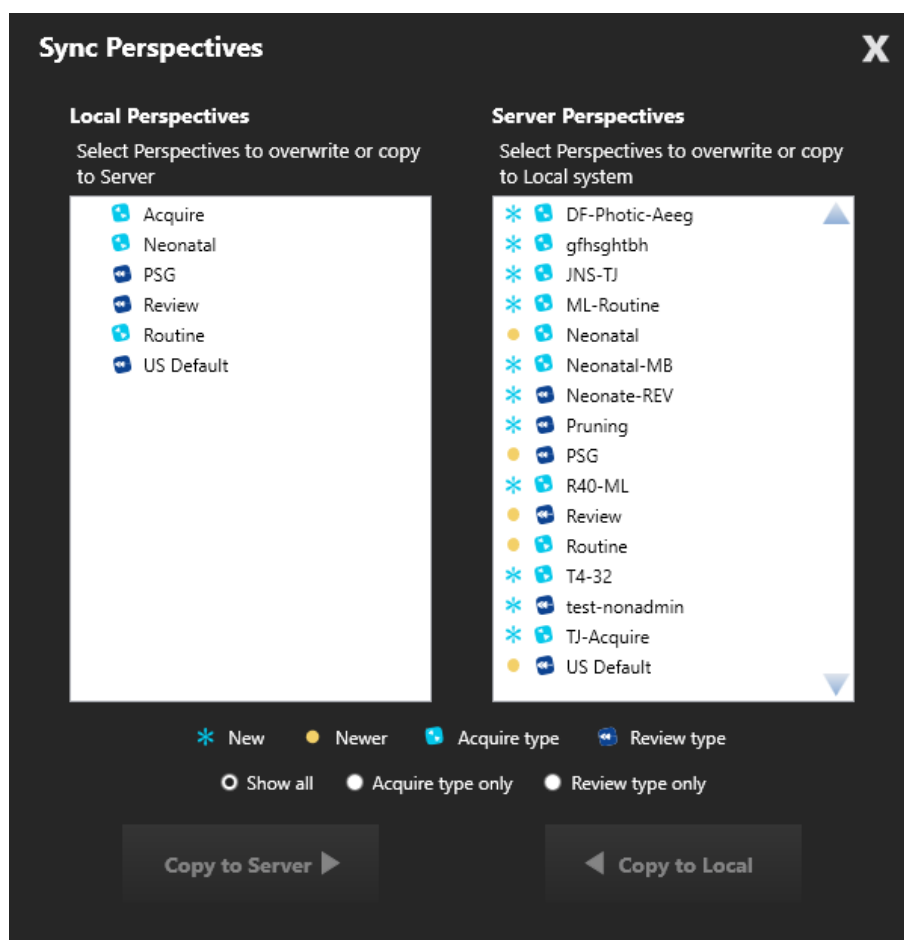 Sync Perspectives
X
Local Perspectives
Select Perspectives to overwrite or copy
to Server
Acquire
Neonatal
PSG
Review
Routine
US Default
Server Perspectives
Select Perspectives to overwrite or copy
to Local system
DF-Photic-Aeeg
gfhsghtbh
JNS-TJ
ML-Routine
Neonatal
Neonatal-MB
Neonate-REV
Pruning
PSG
R40-ML
Review
Routine
T4-32
test-nonadmin
TJ-Acquire
US Default
New Newer Acquire type Review type
Show all Acquire type only Review type only
Copy to Server Copy to Local